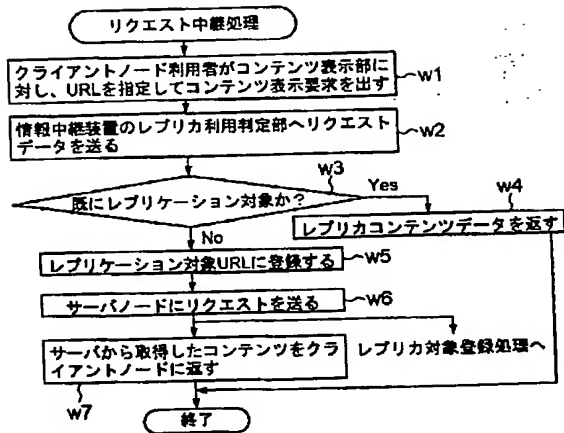 リクエスト中継処理
クライアントノード利用者がコンテンツ表示部に
対し、URLを指定してコンテンツ表示要求を出す
w1
情報中継装置のレプリカ利用判定部へリクエスト
データを送る
w2
w3
既にレプリケーション対象か?
Yes
w4
レプリカコンテンツデータを返す
No
レプリケーション対象URLに登録する
w5
サーバノードにリクエストを送る
w6
サーバから取得したコンテンツをクラ
イアントノードに返す
レプリカ対象登録処理へ
w7
終了